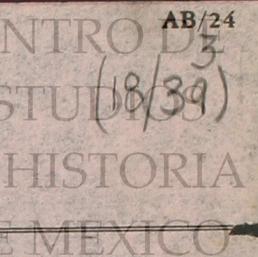 AB/24
NTRO DE
3
(18/39)
STUDIOS
HISTORIA
E MEXICO